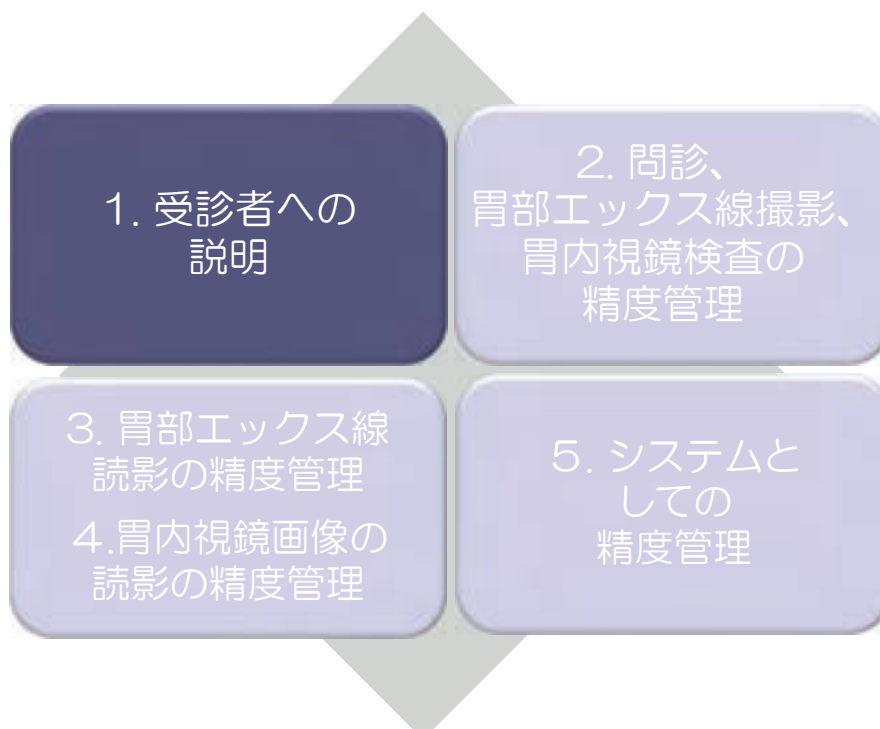 1. 受診者への
説明
2. 問診、
胃部エックス線撮影、
胃内視鏡検査の
精度管理
3. 胃部エックス線
読影の精度管理
4.胃内視鏡画像の
読影の精度管理
5. システムと
しての
精度管理